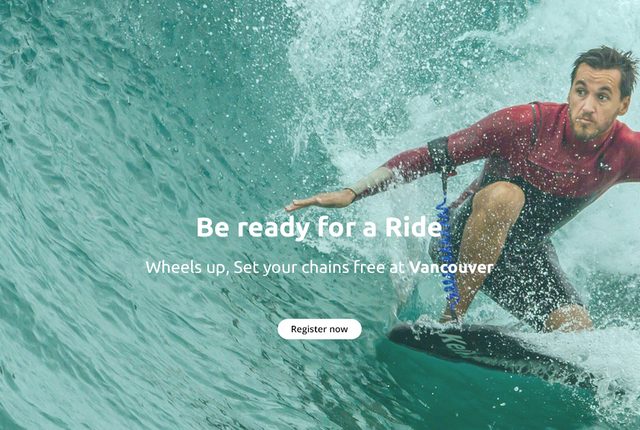 Be ready for a Ride
Wheels up, Set your chains free at Vancouver
Register now